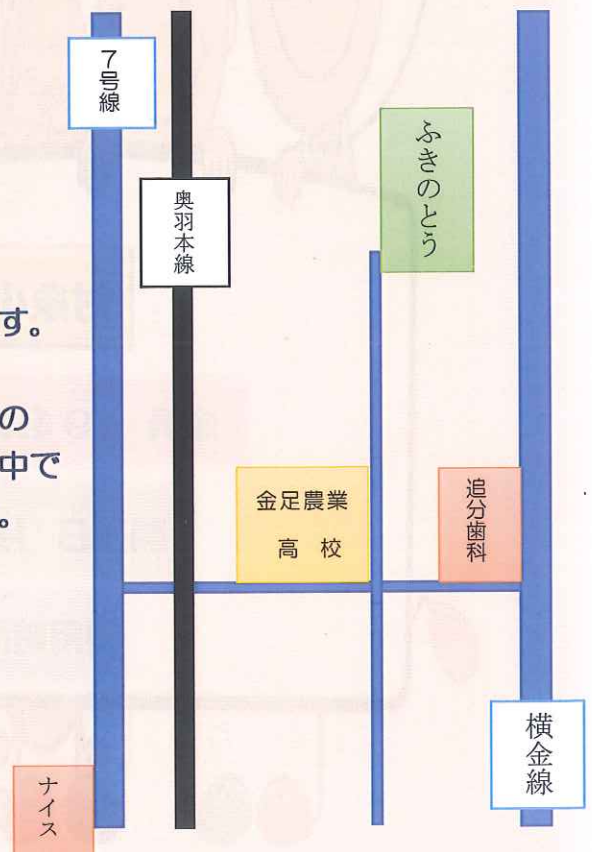 7号線
奥羽本線
ふきのとう
す。
の
中で
。
金足農業
高 校
追分歯科
横金線
ナイス